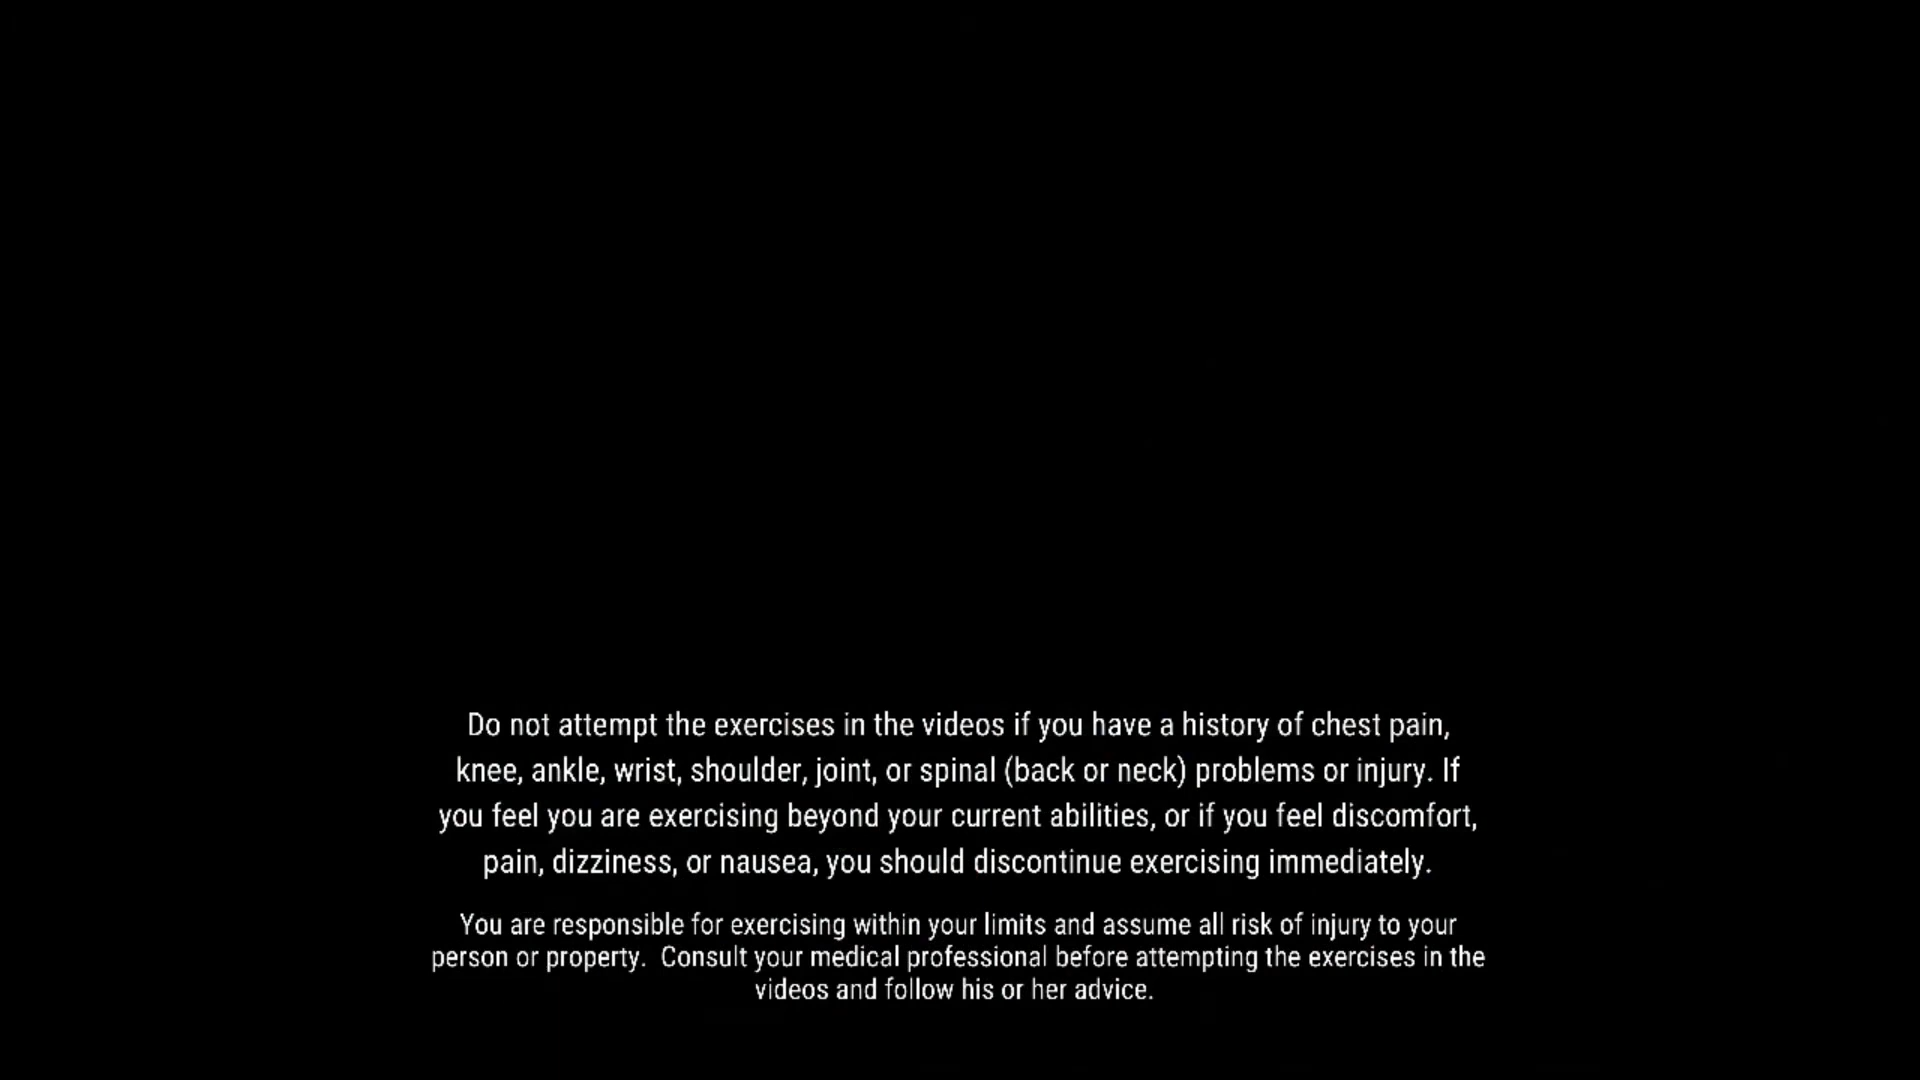 Do not attempt the exercises in the videos if you have a history of chest pain,
knee, ankle, wrist, shoulder, joint, or spinal (back or neck) problems or injury. If
you feel you are exercising beyond your current abilities, or if you feel discomfort,
pain, dizziness, or nausea, you should discontinue exercising immediately.
You are responsible for exercising within your limits and assume all risk of injury to your
person or property.  Consult your medical professional before attempting the exercises in the
videos and follow his or her advice.